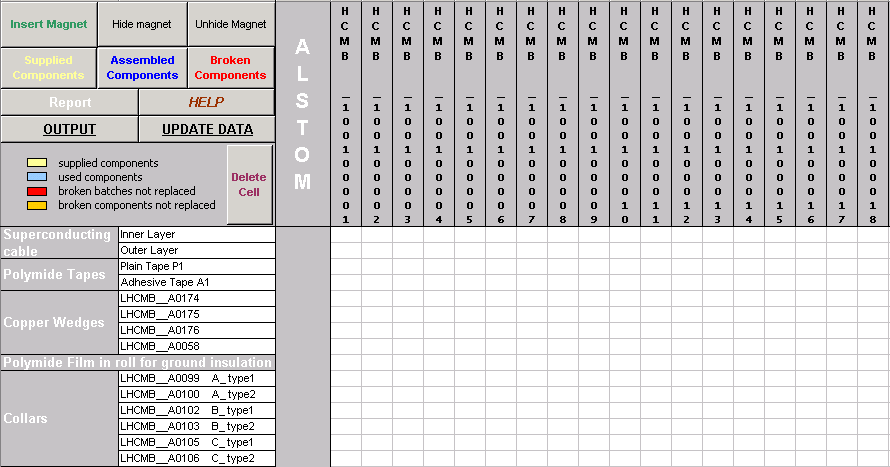 Insert Magnet
Hide magnet
Unhide Magnet
Supplied Components
Assembled Components
Broken Components
Report
HELP
OUTPUT
UPDATE DATA
supplied components
used components
broken batches not replaced
broken components not replaced
Delete Cell
ALSTOM
HCMB_100100001
HCMB_100100002
HCMB_100100003
HCMB_100100004
HCMB_100100005
HCMB_100100006
HCMB_100100007
HCMB_100100008
HCMB_100100009
HCMB_100100010
HCMB_100100011
HCMB_100100012
HCMB_100100013
HCMB_100100014
HCMB_100100015
HCMB_100100016
HCMB_100100017
HCMB_100100018
Superconducting cable
Inner Layer
Outer Layer
Polymide Tapes
Plain Tape P1
Adhesive Tape A1
Copper Wedges
LHCMB__A0174
LHCMB__A0175
LHCMB__A0176
LHCMB__A0058
Polymide Film in roll for ground insulation
Collars
LHCMB__A0099 A_type1
LHCMB__A0100 A_type2
LHCMB__A0102 B_type1
LHCMB__A0103 B_type2
LHCMB__A0105 C_type1
LHCMB__A0106 C_type2